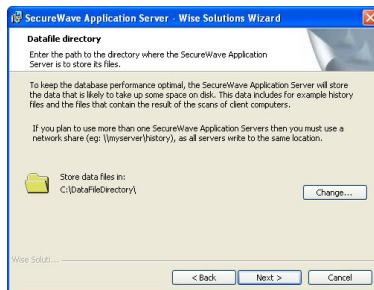 SecureWave Application Server - Wise Solutions Wizard
Datafile directory
Enter the path to the directory where the SecureWave Application
Server is to store its files.
To keep the database performance optimal, the SecureWave Application Server will store
the data that is likely to take up some space on disk. This data includes for example history
files and the files that contain the result of the scans of client computers.
If you plan to use more than one SecureWave Application Servers then you must use a
network share (eg: \\myserver\history), as all servers write to the same location.
Store data files in:
C:\DataFileDirectory\
Change...
Wise Soluti...
< Back
Next >
Cancel